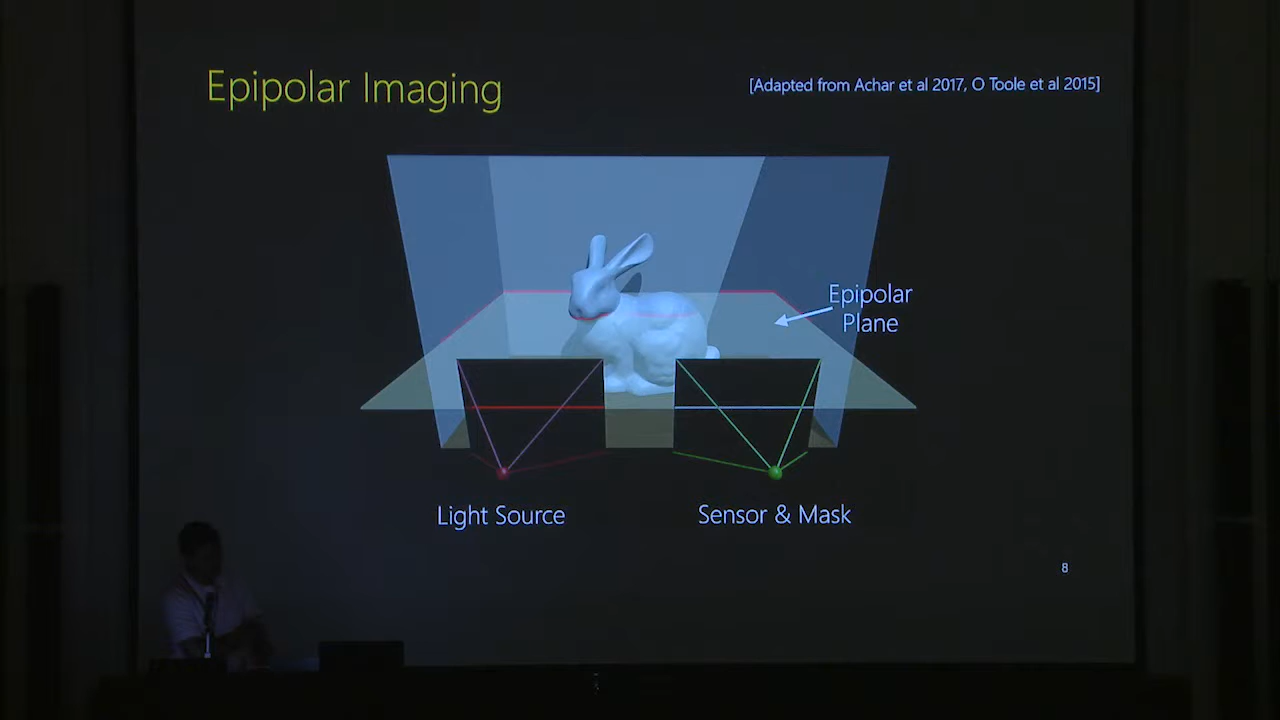 Epipolar Imaging
[Adapted from Achar et al 2017, O Toole et al 2015]
Epipolar
Plane
Light Source
Sensor & Mask
8